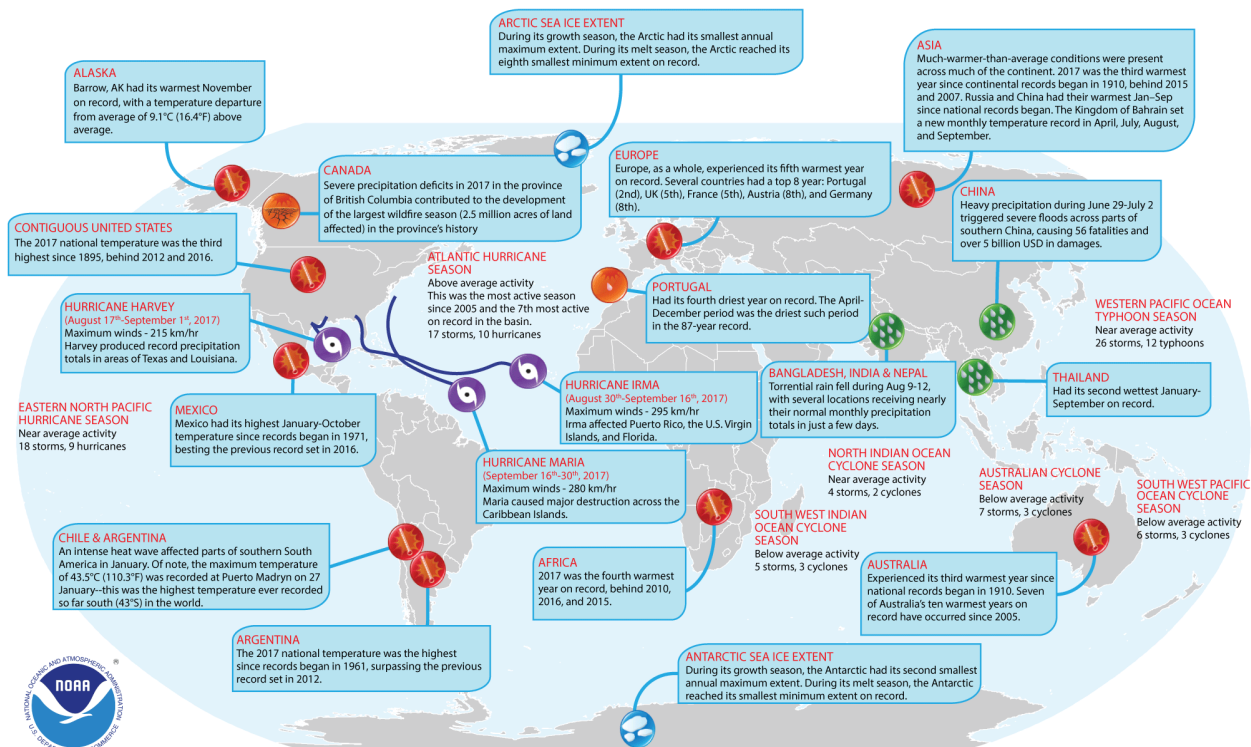 ARCTIC SEA ICE EXTENT
During its growth season, the Arctic had its smallest annual
maximum extent. During its melt season, the Arctic reached its
eighth smallest minimum extent on record.
ASIA
Much-warmer-than-average conditions were present
across much of the continent. 2017 was the third warmest
year since continental records began in 1910, behind 2015
and 2007. Russia and China had their warmest Jan–Sep
since national records began. The Kingdom of Bahrain set
a new monthly temperature record in April, July, August,
and September.
ALASKA
Barrow, AK had its warmest November
on record, with a temperature departure
from average of 9.1°C (16.4°F) above
average.
CANADA
Severe precipitation deficits in 2017 in the province
of British Columbia contributed to the development
of the largest wildfire season (2.5 million acres of land
affected) in the province's history
EUROPE
Europe, as a whole, experienced its fifth warmest year
on record. Several countries had a top 8 year: Portugal
(2nd), UK (5th), France (5th), Austria (8th), and Germany
(8th).
CHINA
Heavy precipitation during June 29-July 2
triggered severe floods across parts of
southern China, causing 56 fatalities and
over 5 billion USD in damages.
CONTIGUOUS UNITED STATES
The 2017 national temperature was the third
highest since 1895, behind 2012 and 2016.
ATLANTIC HURRICANE
SEASON
Above average activity
This was the most active season
since 2005 and the 7th most active
on record in the basin.
17 storms, 10 hurricanes
PORTUGAL
Had its fourth driest year on record. The April-
December period was the driest such period
in the 87-year record.
HURRICANE HARVEY
(August 17th-September 1st, 2017)
Maximum winds - 215 km/hr
Harvey produced record precipitation
totals in areas of Texas and Louisiana.
WESTERN PACIFIC OCEAN
TYPHOON SEASON
Near average activity
26 storms, 12 typhoons
BANGLADESH, INDIA & NEPAL
Torrential rain fell during Aug 9-12,
with several locations receiving nearly
their normal monthly precipitation
totals in just a few days.
THAILAND
Had its second wettest January-
September on record.
HURRICANE IRMA
(August 30th-September 16th, 2017)
Maximum winds - 295 km/hr
Irma affected Puerto Rico, the U.S. Virgin
Islands, and Florida.
EASTERN NORTH PACIFIC
HURRICANE SEASON
Near average activity
18 storms, 9 hurricanes
MEXICO
Mexico had its highest January-October
temperature since records began in 1971,
besting the previous record set in 2016.
HURRICANE MARIA
(September 16th-30th, 2017)
Maximum winds - 280 km/hr
Maria caused major destruction across the
Caribbean Islands.
NORTH INDIAN OCEAN
CYCLONE SEASON
Near average activity
4 storms, 2 cyclones
AUSTRALIAN CYCLONE
SEASON
Below average activity
7 storms, 3 cyclones
SOUTH WEST PACIFIC
OCEAN CYCLONE
SEASON
Below average activity
6 storms, 3 cyclones
SOUTH WEST INDIAN
OCEAN CYCLONE
SEASON
Below average activity
5 storms, 3 cyclones
CHILE & ARGENTINA
An intense heat wave affected parts of southern South
America in January. Of note, the maximum temperature
of 43.5°C (110.3°F) was recorded at Puerto Madryn on 27
January--this was the highest temperature ever recorded
so far south (43°S) in the world.
AFRICA
2017 was the fourth warmest
year on record, behind 2010,
2016, and 2015.
AUSTRALIA
Experienced its third warmest year since
national records began in 1910. Seven
of Australia's ten warmest years on
record have occurred since 2005.
ARGENTINA
The 2017 national temperature was the highest
since records began in 1961, surpassing the previous
record set in 2012.
ANTARCTIC SEA ICE EXTENT
During its growth season, the Antarctic had its second smallest
annual maximum extent. During its melt season, the Antarctic
reached its smallest minimum extent on record.
NATIONAL OCEANIC AND ATMOSPHERIC ADMINISTRATION
®
NOAA